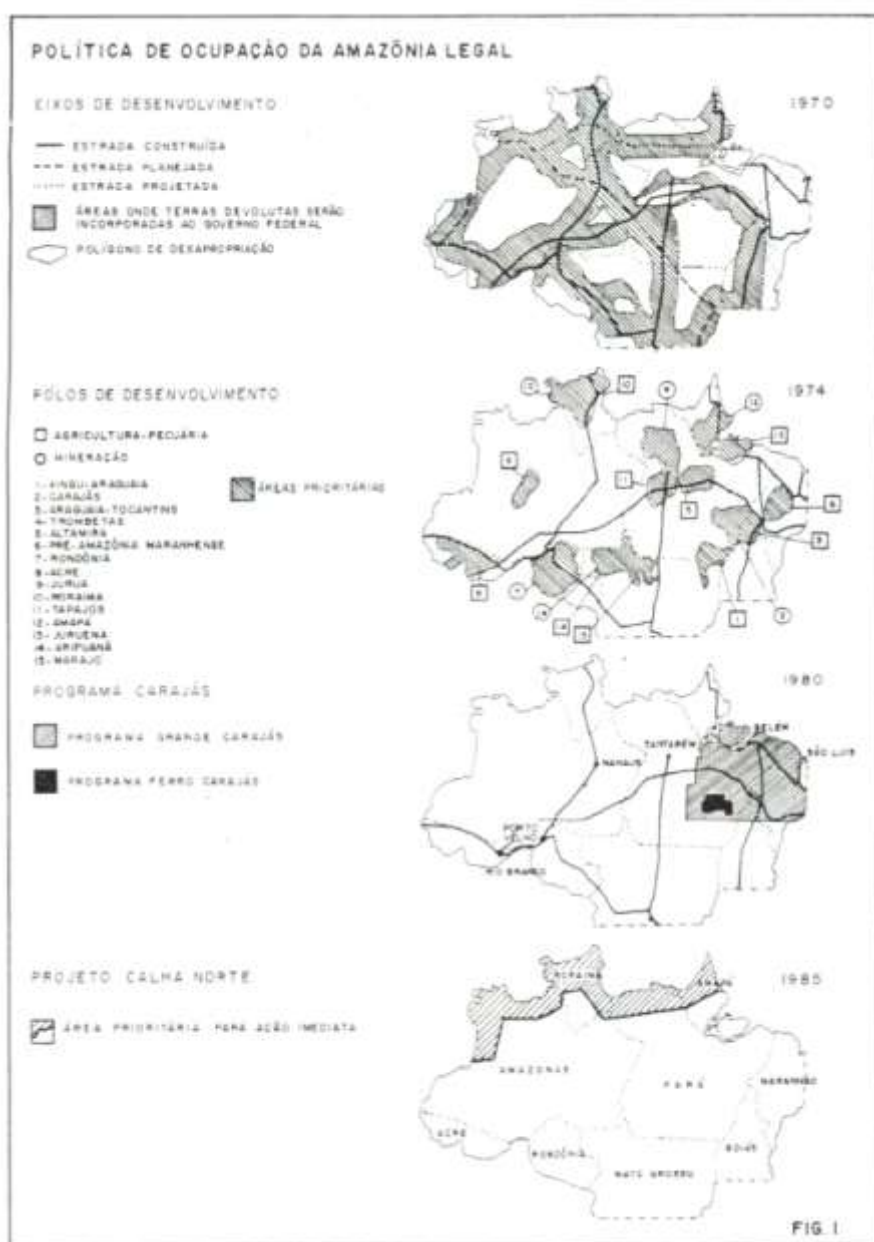 POLÍTICA DE OCUPAÇÃO DA AMAZÔNIA LEGAL
EIXOS DE DESENVOLVIMENTO
1970
ESTRADA CONSTRUÍDA
ESTRADA PLANEJADA
ESTRADA PROJETADA
ÁREAS ONDE TERRAS DEVOLUTAS SERÃO
INCORPORADAS AO GOVERNO FEDERAL
POLÍGONO DE DEXAPROPRIAÇÃO
PÓLOS DE DESENVOLVIMENTO
1974
AGRICULTURA-PECUÁRIA
MINERAÇÃO
1- XINGU-ARAGUAIA
2- CARAJÁS
3- ARAGUAIA-TOCANTINS
4- TROMBETAS
5- ALTAMIRA
6- PRÉ-AMAZÔNIA MARANHENSE
7- RONDÔNIA
8- ACRE
9- JURUÁ
10- RORAIMA
11- TAPAJÓS
12- AMAPÁ
13- JURUENA
14- ARIPUANÃ
15- MARAJÓ
ÁREAS PRIORITÁRIAS
PROGRAMA CARAJÁS
1980
PROGRAMA GRANDE CARAJÁS
PROGRAMA FERRO CARAJÁS
BELÉM
SÃO LUIS
SANTARÉM
MANAUS
PORTO
VELHO
RIO BRANCO
PROJETO CALHA NORTE
1985
ÁREA PRIORITÁRIA PARA AÇÃO IMEDIATA
RORAIMA
AMAPÁ
AMAZONAS
PARÁ
MARANHÃO
ACRE
RONDÔNIA
MATO GROSSO
GOIÁS
FIG. 1